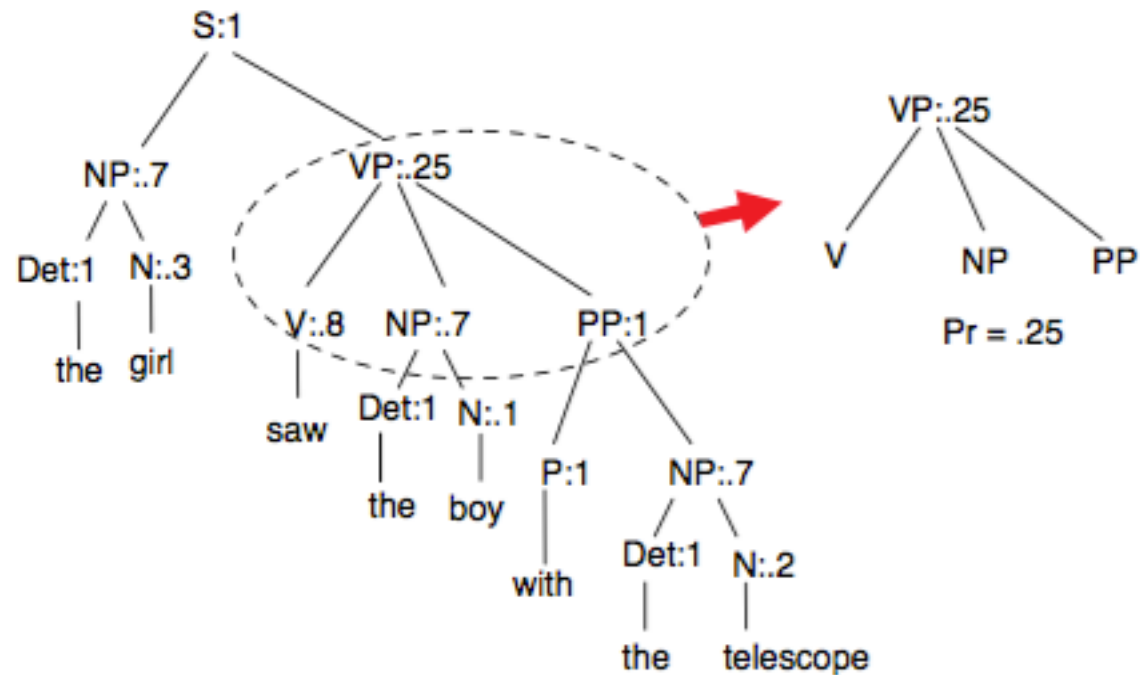 S:1
VP:.25
NP:.7 VP:.25
Det:1 N:.3 V NP PP
V:.8 NP:.7 PP:1 Pr = .25
the girl
Det:1 N:.1
saw
P:1 NP:.7
the boy
Det:1 N:.2
with
the telescope